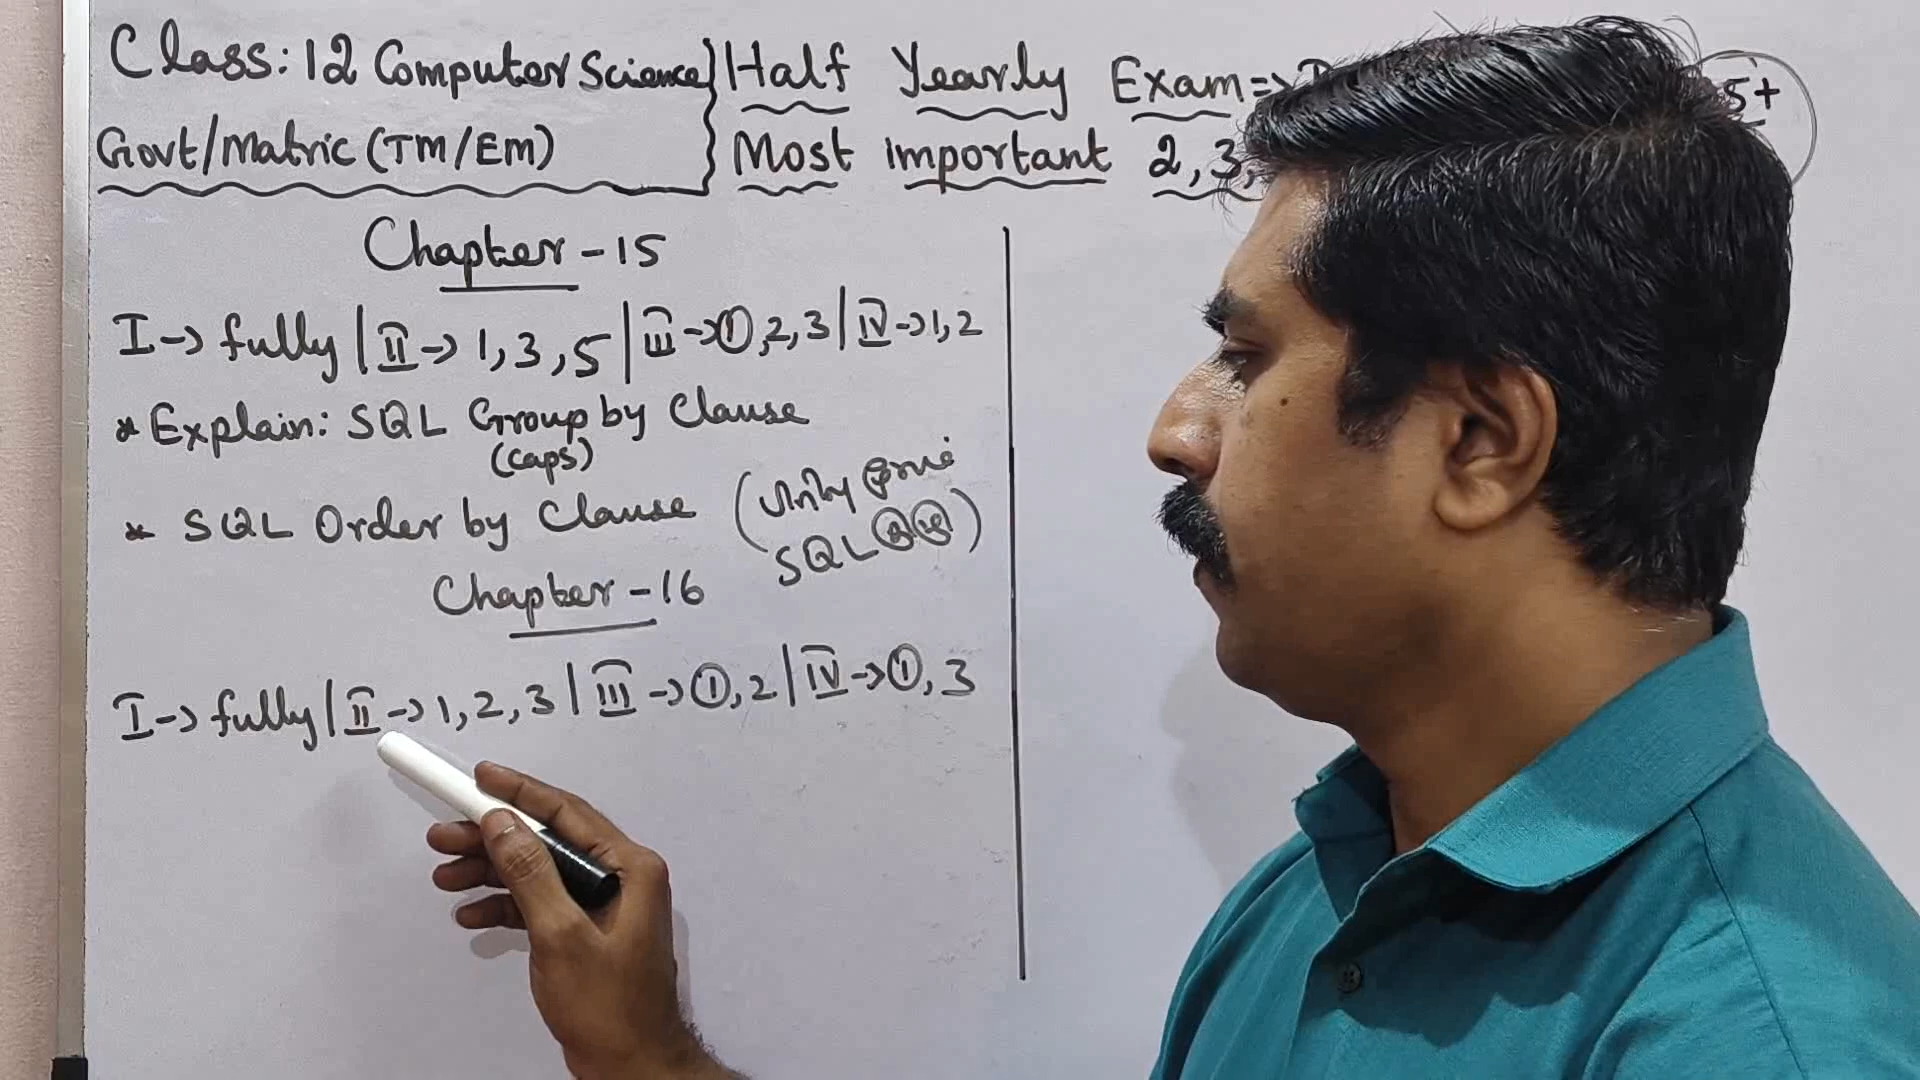 Class: 12 Computer Science
Govt/Matric (TM/EM)
Half Yearly Exam =>
Most important 2, 3,
5+
Chapter - 15
I -> fully | II -> 1, 3, 5 | III -> ①, 2, 3 | IV -> 1, 2
* Explain: SQL Group by Clause
(caps)
* SQL Order by Clause
SQL
Chapter - 16
I -> fully | II -> 1, 2, 3 | III -> ①, 2 | IV -> ①, 3